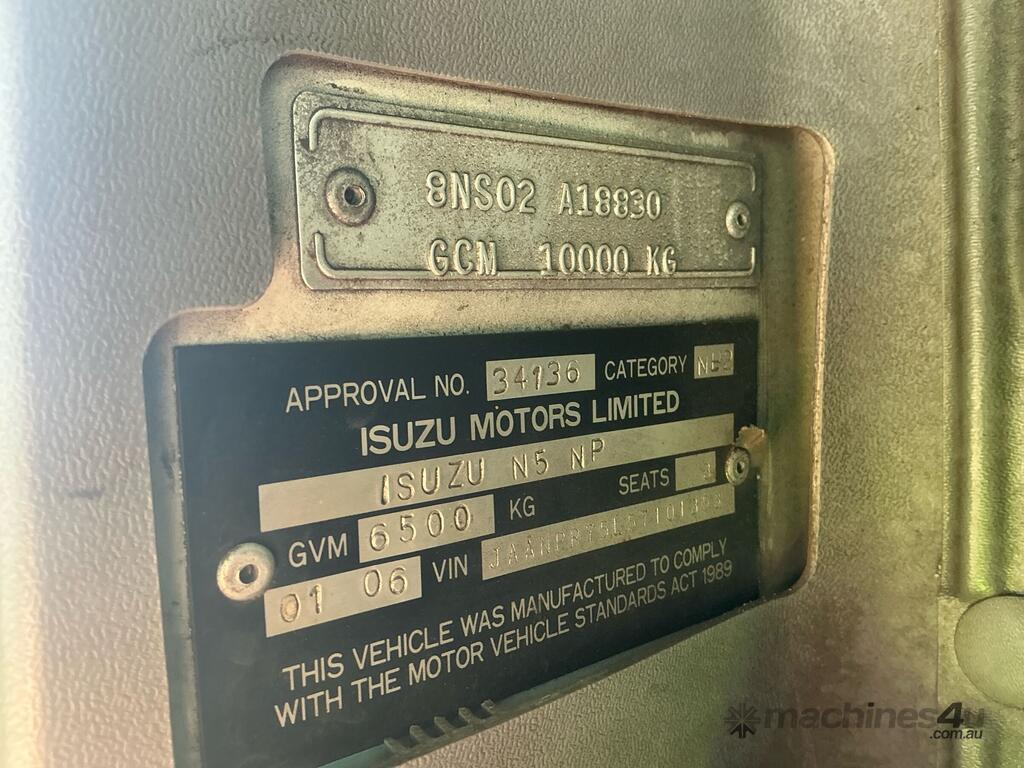 8NS02 A18830
GCM 10000 KG
APPROVAL NO. 34136 CATEGORY NB2
ISUZU MOTORS LIMITED
ISUZU N5 NP
GVM 6500 KG SEATS 3
01 06 VIN
THIS VEHICLE WAS MANUFACTURED TO COMPLY
WITH THE MOTOR VEHICLE STANDARDS ACT 1989
machines4u
.com.au